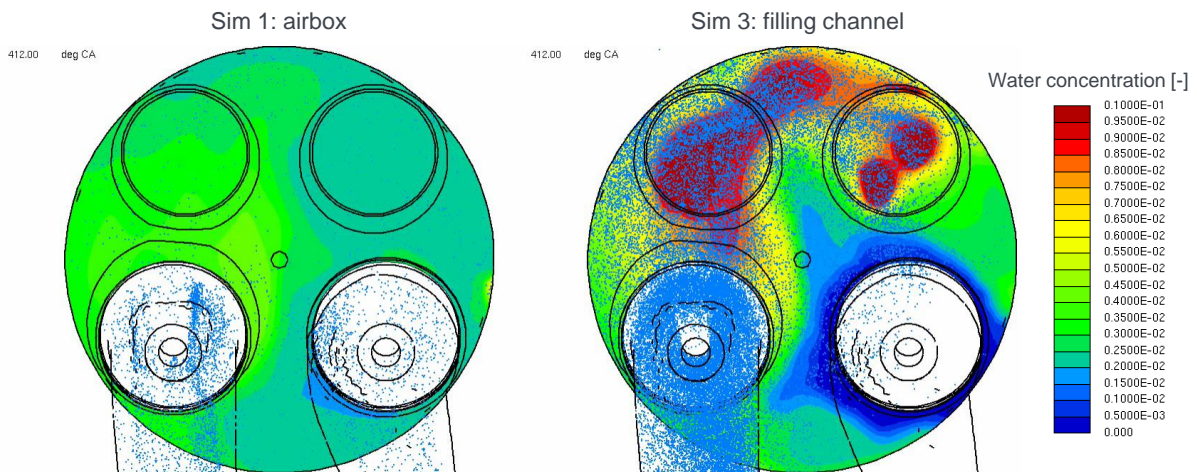 Sim 1: airbox
Sim 3: filling channel
412.00 deg CA
412.00 deg CA
Water concentration [-]
0.1000E-01
0.9500E-02
0.9000E-02
0.8500E-02
0.8000E-02
0.7500E-02
0.7000E-02
0.6500E-02
0.6000E-02
0.5500E-02
0.5000E-02
0.4500E-02
0.4000E-02
0.3500E-02
0.3000E-02
0.2500E-02
0.2000E-02
0.1500E-02
0.1000E-02
0.5000E-03
0.000